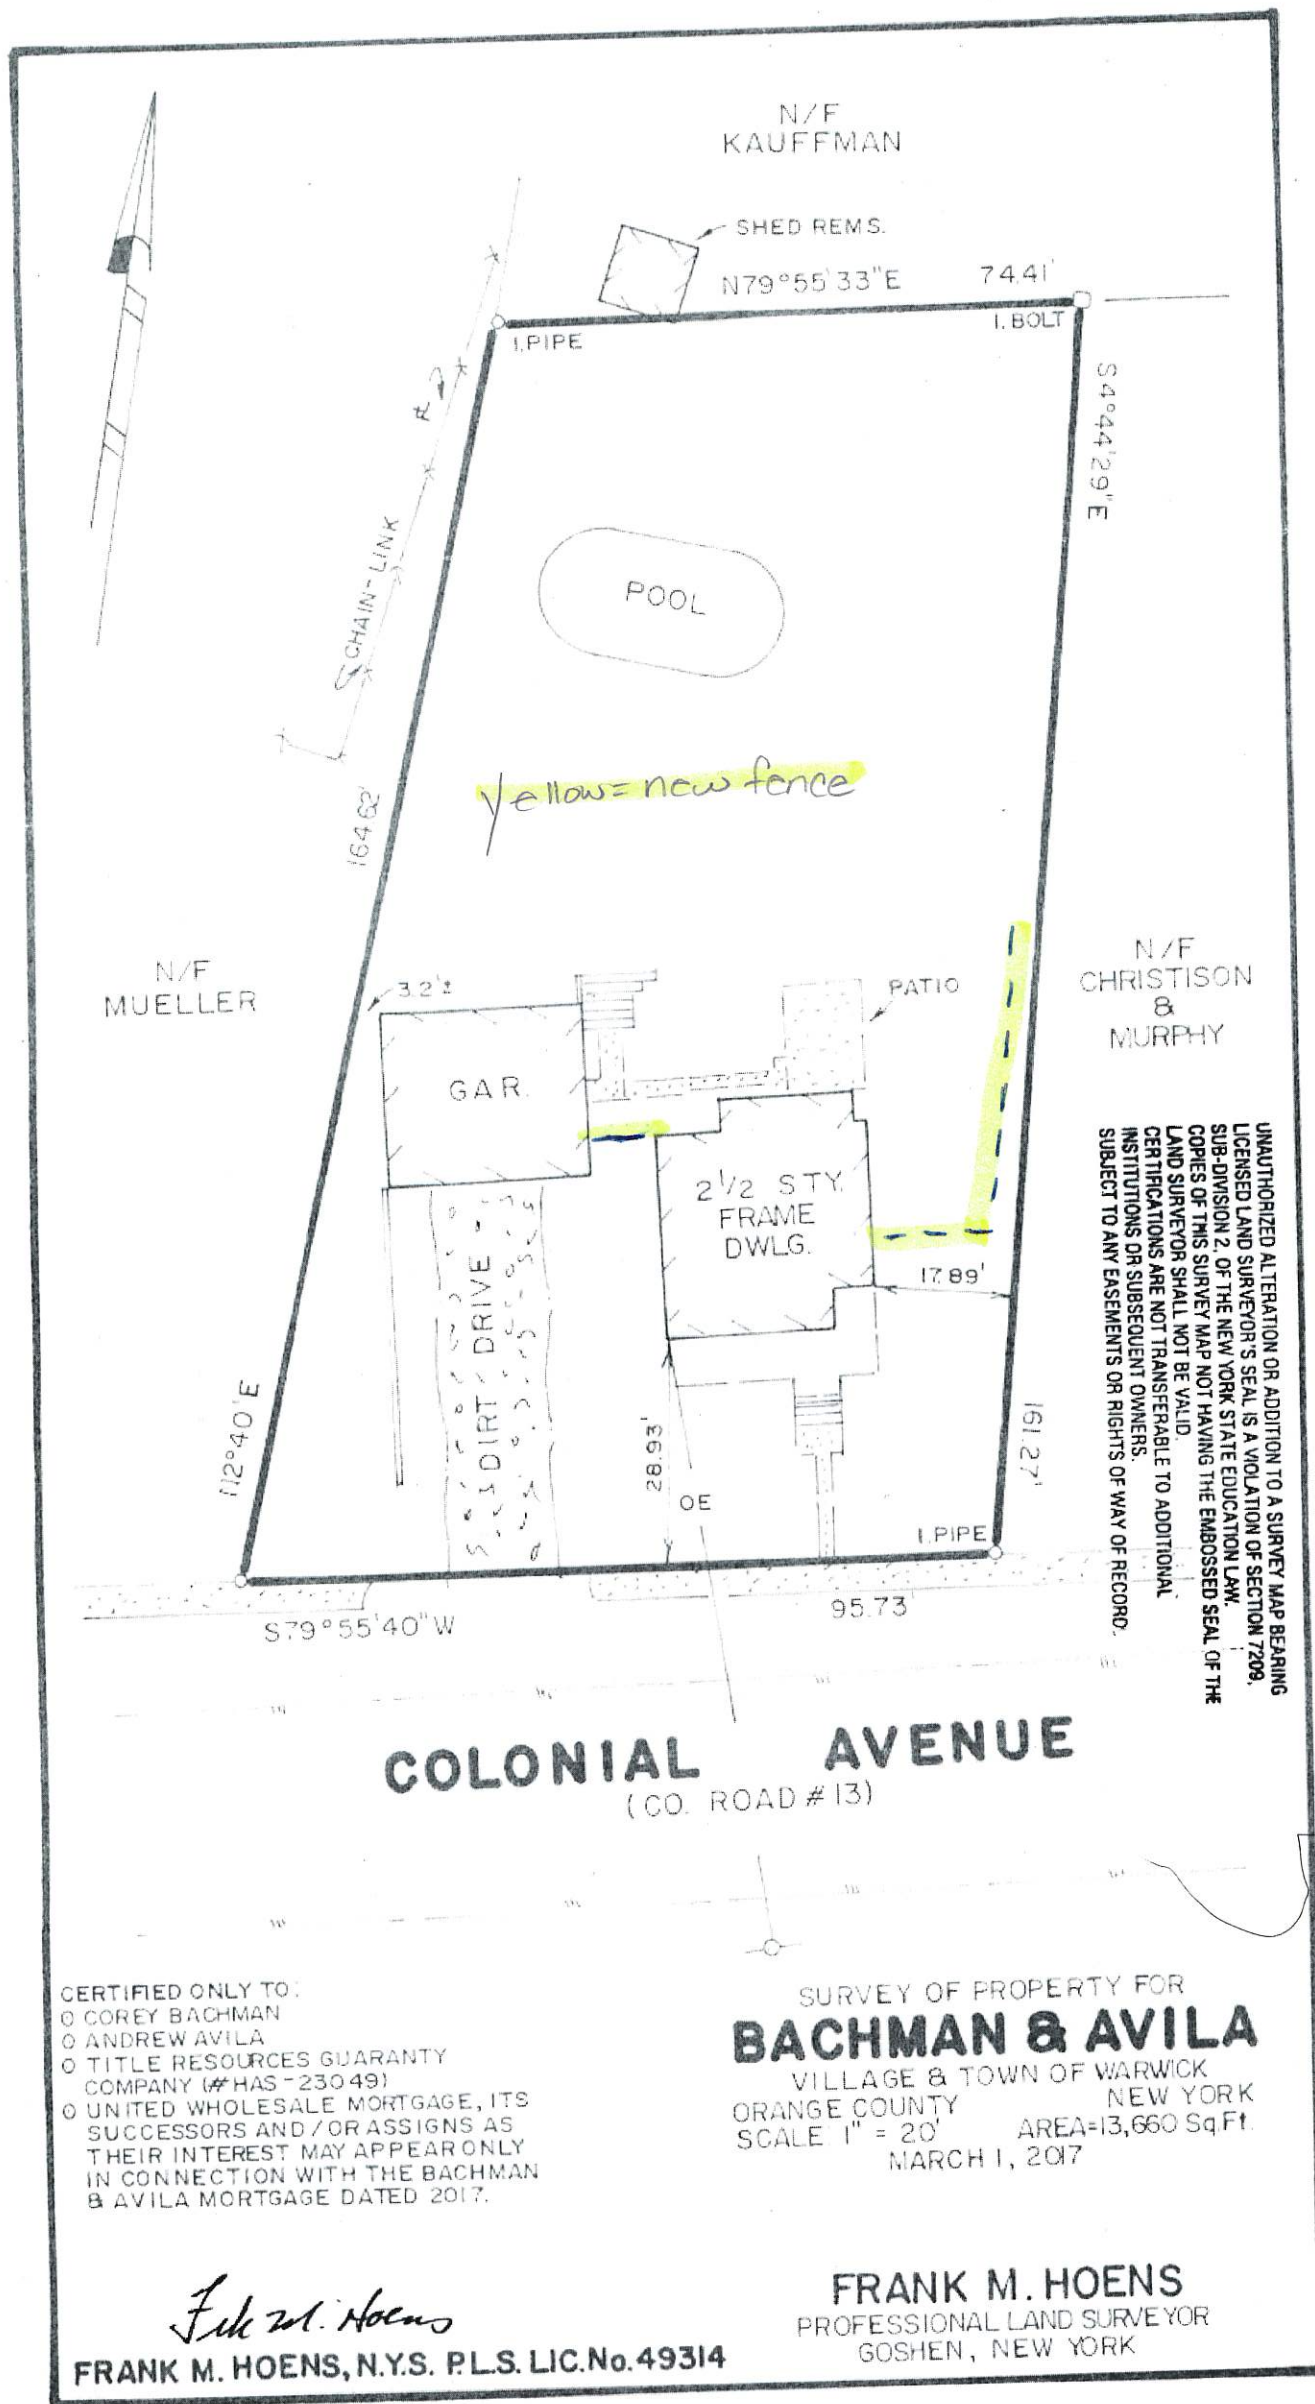 N/F
KAUFFMAN
SHED REMS.
N79°55'33"E 74.41'
I.PIPE
I. BOLT
S4°44'29"E
CHAIN-LINK
POOL
yellow= new fence
164.62'
N/F
MUELLER
3.2'±
PATIO
N/F
CHRISTISON
&
MURPHY
GAR.
2 1/2 STY.
FRAME
DWLG.
17.89'
DIRT DRIVE
28.93'
OE
N12°40'E
161.27'
I.PIPE
S79°55'40"W
95.73'
UNAUTHORIZED ALTERATION OR ADDITION TO A SURVEY MAP BEARING
LICENSED LAND SURVEYOR'S SEAL IS A VIOLATION OF SECTION 7209,
SUB-DIVISION 2, OF THE NEW YORK STATE EDUCATION LAW.
COPIES OF THIS SURVEY MAP NOT HAVING THE EMBOSSED SEAL OF THE
LAND SURVEYOR SHALL NOT BE VALID.
CERTIFICATIONS ARE NOT TRANSFERABLE TO ADDITIONAL
INSTITUTIONS OR SUBSEQUENT OWNERS.
SUBJECT TO ANY EASEMENTS OR RIGHTS OF WAY OF RECORD.
COLONIAL AVENUE
(CO. ROAD #13)
CERTIFIED ONLY TO:
O COREY BACHMAN
O ANDREW AVILA
O TITLE RESOURCES GUARANTY
COMPANY (#HAS-23049)
O UNITED WHOLESALE MORTGAGE, ITS
SUCCESSORS AND/OR ASSIGNS AS
THEIR INTEREST MAY APPEAR ONLY
IN CONNECTION WITH THE BACHMAN
& AVILA MORTGAGE DATED 2017.
SURVEY OF PROPERTY FOR
BACHMAN & AVILA
VILLAGE & TOWN OF WARWICK
ORANGE COUNTY NEW YORK
SCALE 1" = 20' AREA=13,660 Sq.Ft.
MARCH 1, 2017
Frk M. Hoens
FRANK M. HOENS, N.Y.S. P.L.S. LIC. No. 49314
FRANK M. HOENS
PROFESSIONAL LAND SURVEYOR
GOSHEN, NEW YORK